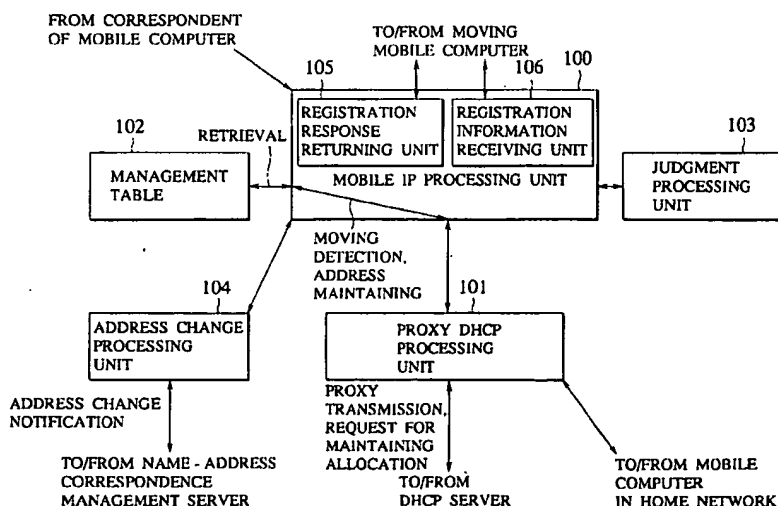 FROM CORRESPONDENT
OF MOBILE COMPUTER
TO/FROM MOVING
MOBILE COMPUTER
105
106
100
REGISTRATION
RESPONSE
RETURNING UNIT
REGISTRATION
INFORMATION
RECEIVING UNIT
MOBILE IP PROCESSING UNIT
102
RETRIEVAL
MANAGEMENT
TABLE
103
JUDGMENT
PROCESSING
UNIT
MOVING
DETECTION,
ADDRESS
MAINTAINING
104
ADDRESS CHANGE
PROCESSING
UNIT
101
PROXY DHCP
PROCESSING
UNIT
ADDRESS CHANGE
NOTIFICATION
PROXY
TRANSMISSION,
REQUEST FOR
MAINTAINING
ALLOCATION
TO/FROM NAME - ADDRESS
CORRESPONDENCE
MANAGEMENT SERVER
TO/FROM
DHCP SERVER
TO/FROM MOBILE
COMPUTER
IN HOME NETWORK